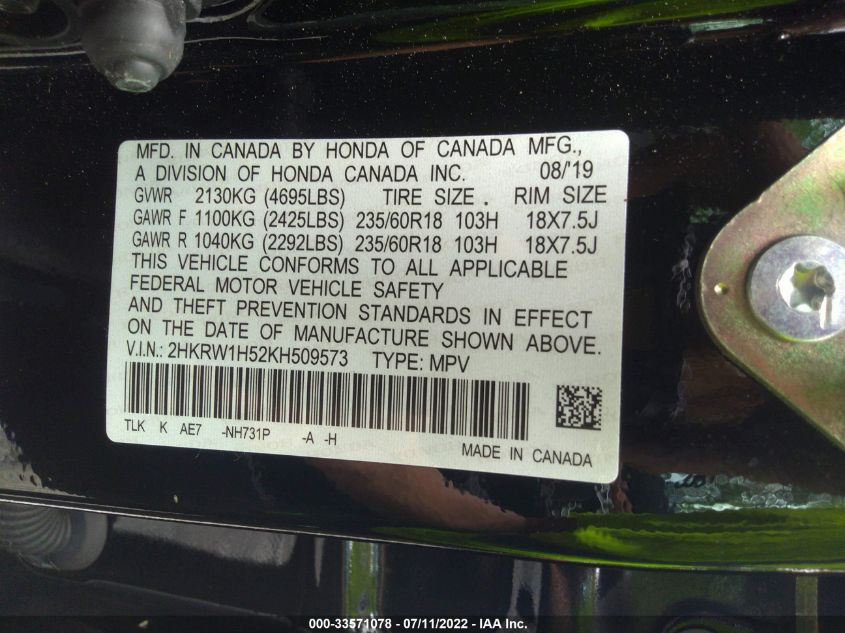 MFD. IN CANADA BY HONDA OF CANADA MFG.,
A DIVISION OF HONDA CANADA INC. 08/'19
GVWR 2130KG (4695LBS) TIRE SIZE . RIM SIZE
GAWR F 1100KG (2425LBS) 235/60R18 103H 18X7.5J
GAWR R 1040KG (2292LBS) 235/60R18 103H 18X7.5J
THIS VEHICLE CONFORMS TO ALL APPLICABLE
FEDERAL MOTOR VEHICLE SAFETY
AND THEFT PREVENTION STANDARDS IN EFFECT
ON THE DATE OF MANUFACTURE SHOWN ABOVE.
V.I.N.: 2HKRW1H52KH509573 TYPE: MPV
TLK K AE7 -NH731P -A -H
MADE IN CANADA
000-33571078 - 07/11/2022 - IAA Inc.